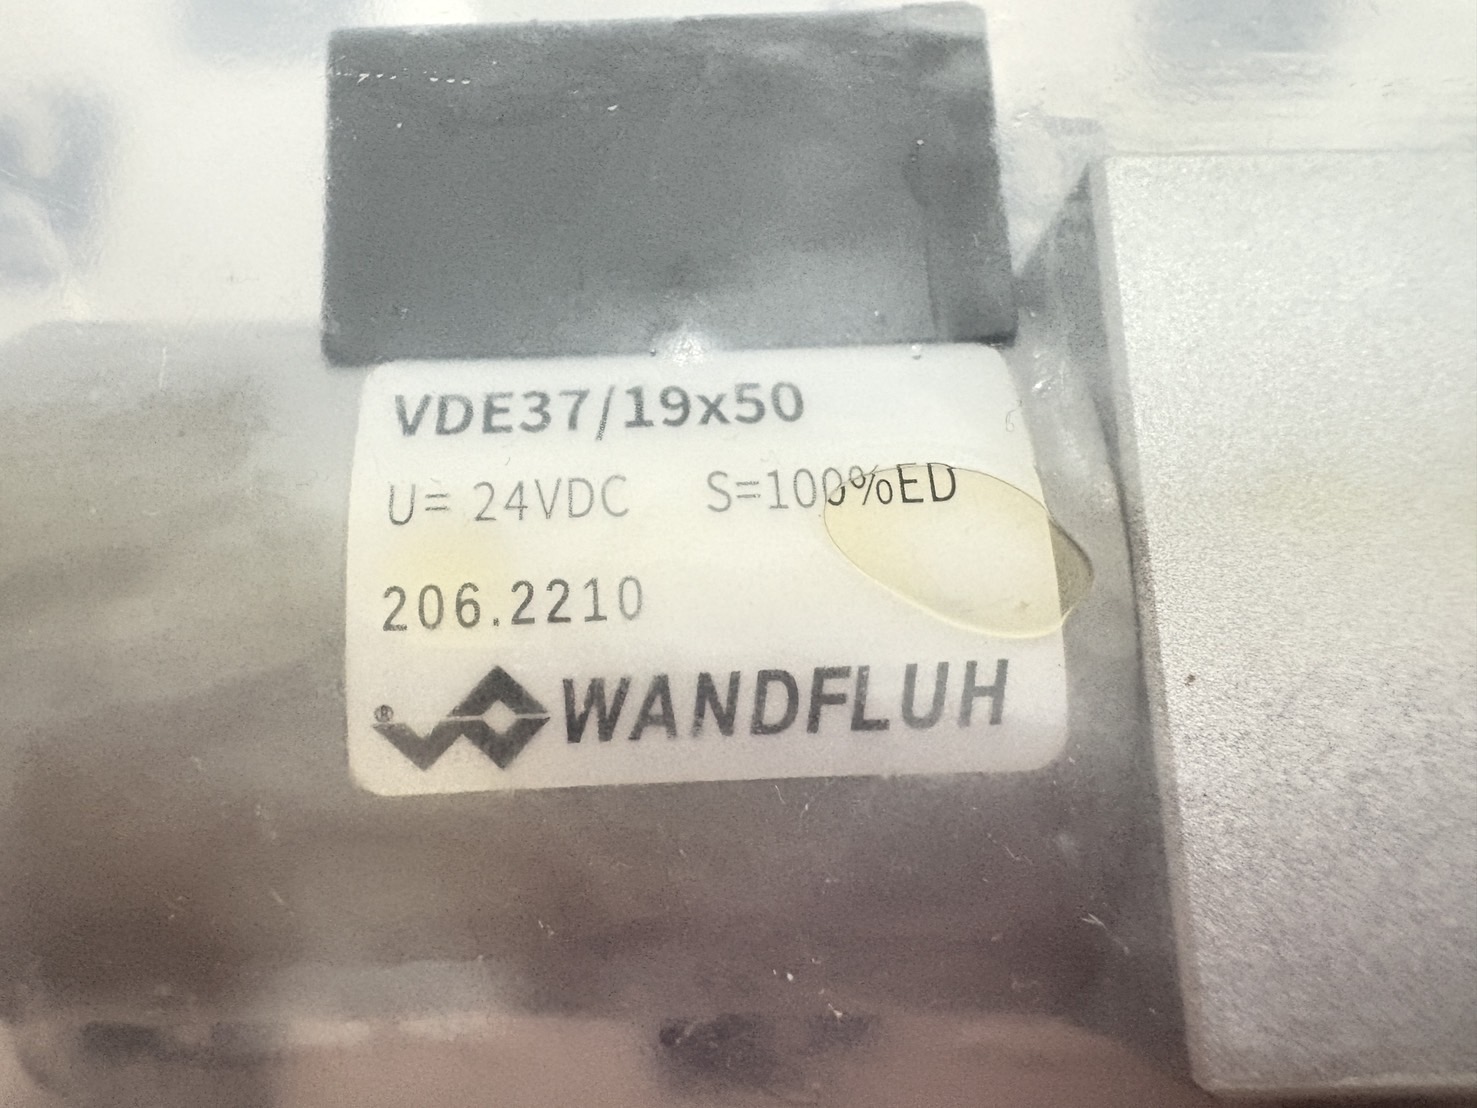 VDE37/19x50
U= 24VDC S=100%ED
206.2210
® WANDFLUH